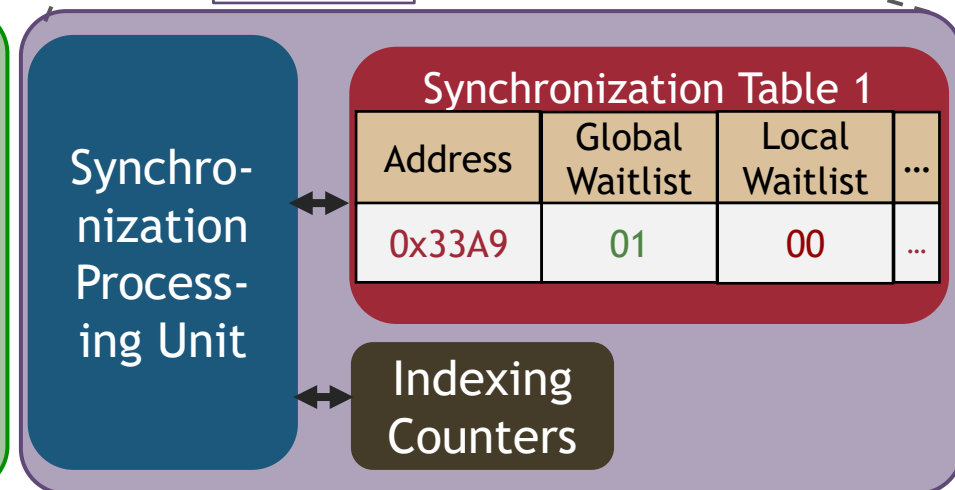 Synchro-
nization
Process-
ing Unit
Synchronization Table 1
Address
Global
Waitlist
Local
Waitlist
...
0x33A9
01
00
...
Indexing
Counters